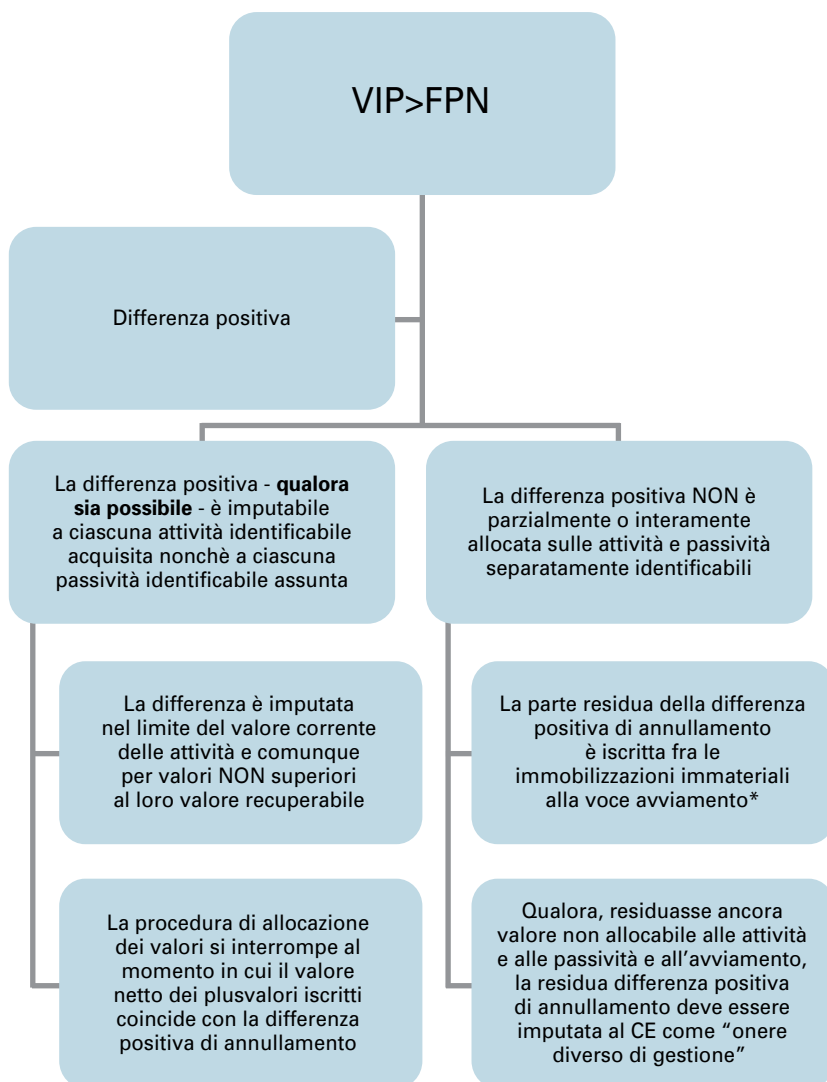 VIP>FPN
Differenza positiva
La differenza positiva - qualora
sia possibile - è imputabile
a ciascuna attività identificabile
acquisita nonchè a ciascuna
passività identificabile assunta
La differenza positiva NON è
parzialmente o interamente
allocata sulle attività e passività
separatamente identificabili
La differenza è imputata
nel limite del valore corrente
delle attività e comunque
per valori NON superiori
al loro valore recuperabile
La parte residua della differenza
positiva di annullamento
è iscritta fra le
immobilizzazioni immateriali
alla voce avviamento*
La procedura di allocazione
dei valori si interrompe al
momento in cui il valore
netto dei plusvalori iscritti
coincide con la differenza
positiva di annullamento
Qualora, residuasse ancora
valore non allocabile alle attività
e alle passività e all’avviamento,
la residua differenza positiva
di annullamento deve essere
imputata al CE come “onere
diverso di gestione”